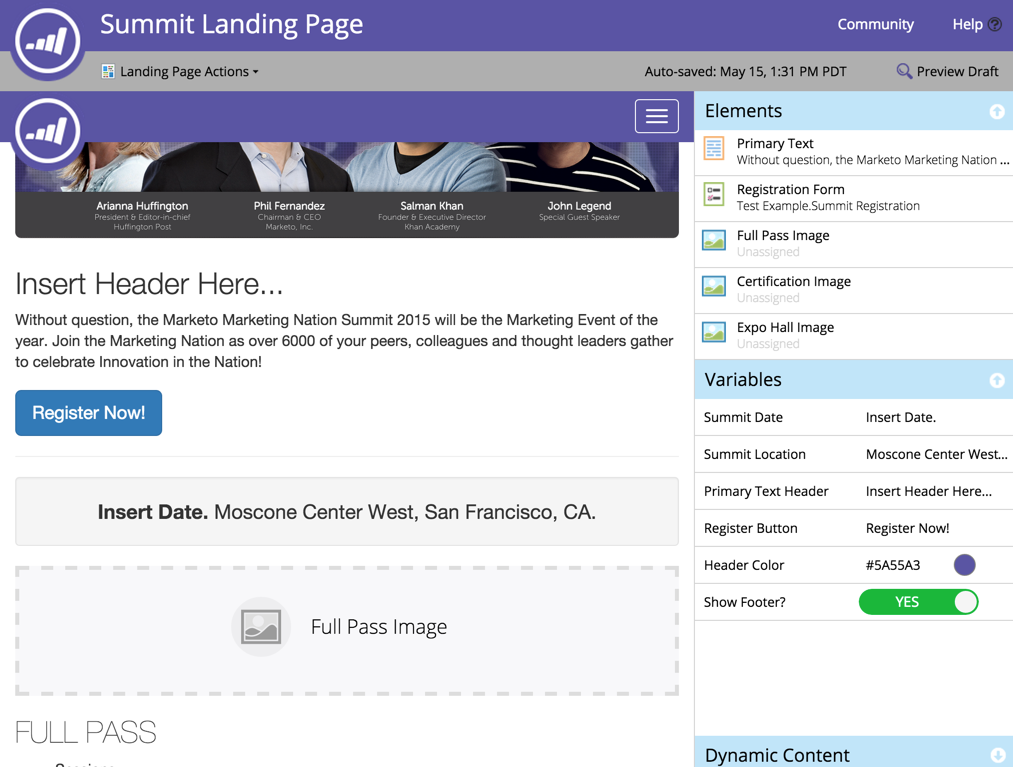 Summit Landing Page
Community
Help
Landing Page Actions
Auto-saved: May 15, 1:31 PM PDT
Preview Draft
Arianna Huffington
President & Editor-in-chief
Huffington Post
Phil Fernandez
Chairman & CEO
Marketo, Inc.
Salman Khan
Founder & Executive Director
Khan Academy
John Legend
Special Guest Speaker
Insert Header Here...
Without question, the Marketo Marketing Nation Summit 2015 will be the Marketing Event of the
year. Join the Marketing Nation as over 6000 of your peers, colleagues and thought leaders gather
to celebrate Innovation in the Nation!
Register Now!
Insert Date. Moscone Center West, San Francisco, CA.
Full Pass Image
FULL PASS
Elements
Primary Text
Without question, the Marketo Marketing Nation ...
Registration Form
Test Example.Summit Registration
Full Pass Image
Unassigned
Certification Image
Unassigned
Expo Hall Image
Unassigned
Variables
Summit Date Insert Date.
Summit Location Moscone Center West...
Primary Text Header Insert Header Here...
Register Button Register Now!
Header Color #5A55A3
Show Footer? YES
Dynamic Content